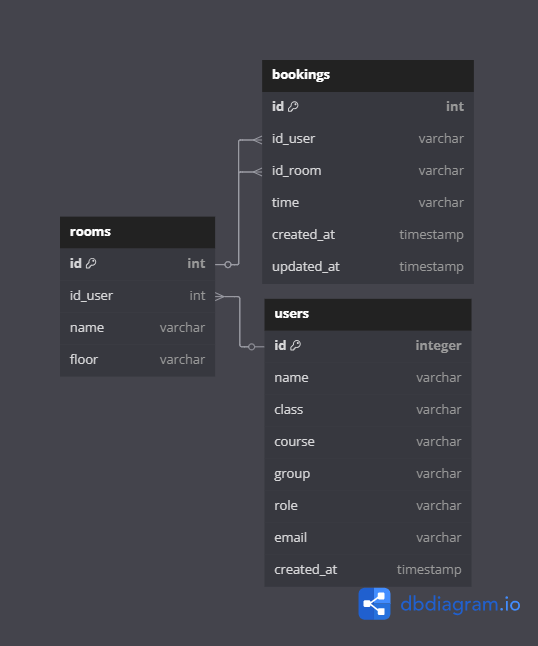 bookings
id int
id_user varchar
id_room varchar
time varchar
created_at timestamp
updated_at timestamp
rooms
id int
id_user int
name varchar
floor varchar
users
id integer
name varchar
class varchar
course varchar
group varchar
role varchar
email varchar
created_at timestamp
dbdiagram.io